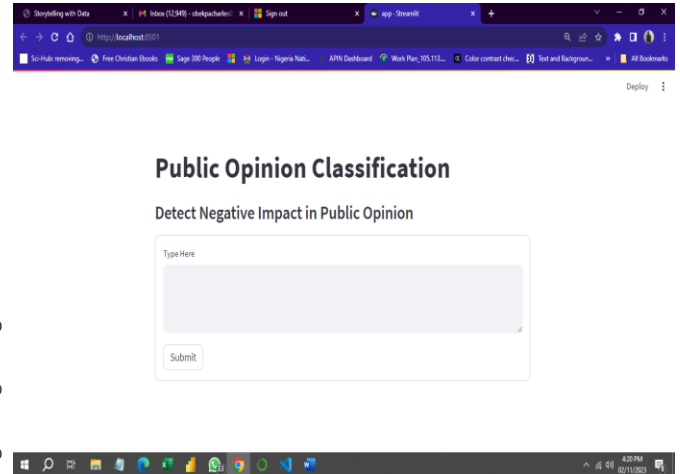 Storytelling with Data
Inbox (12,949) - obekpacharles
Sign out
app · Streamlit
http://localhost:8501
Sci-Hub: removing...
Free Christian Ebooks
Sage 300 People
Login - Nigeria Nati...
APIN Dashboard
Work Plan_105.113....
Color contrast chec...
Text and Backgroun...
»
All Bookmarks
Deploy
Public Opinion Classification
Detect Negative Impact in Public Opinion
Type Here
Submit
4:20 PM
02/11/2023